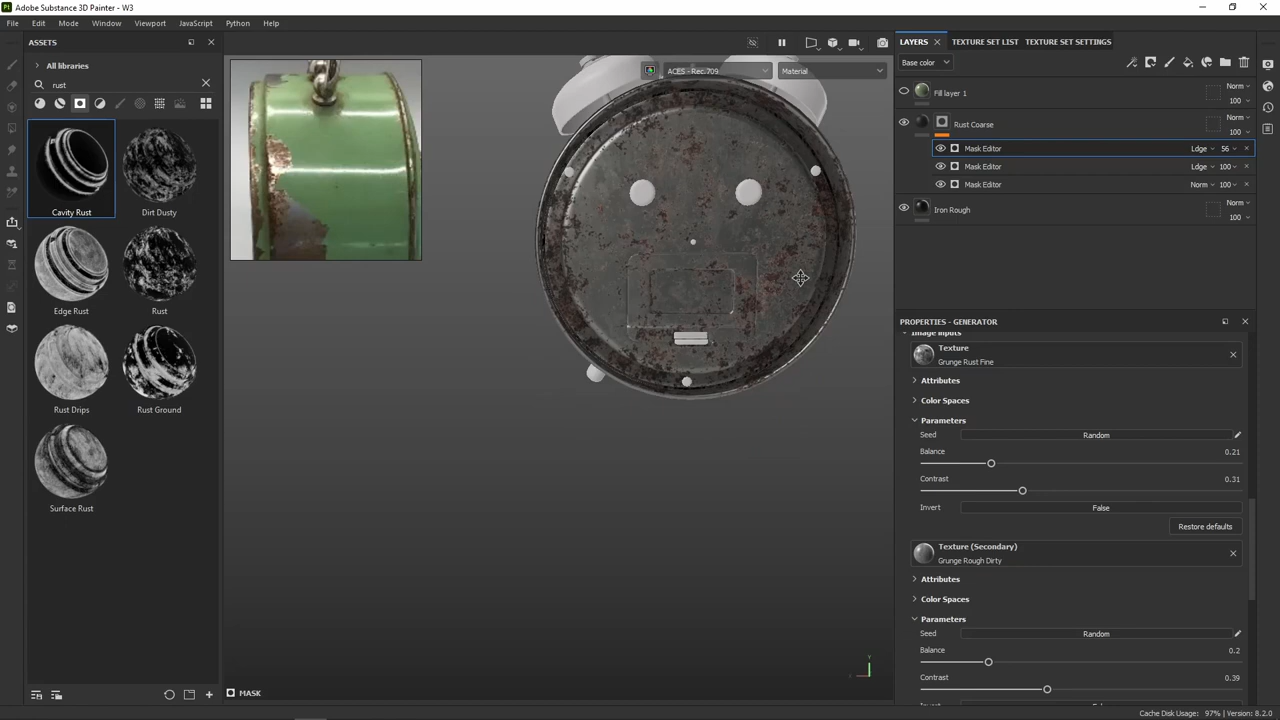 Pt Adobe Substance 3D Painter - W3
File Edit Mode Window Viewport JavaScript Python Help
ASSETS
All libraries
rust
Cavity Rust
Dirt Dusty
Edge Rust
Rust
Rust Drips
Rust Ground
Surface Rust
ACES - Rec.709
Material
Y
MASK
LAYERS TEXTURE SET LIST TEXTURE SET SETTINGS
Base color
Fill layer 1 Norm
100
Rust Coarse Norm
100
Mask Editor Ldge 56
Mask Editor Ldge 100
Mask Editor Norm 100
Iron Rough Norm
100
PROPERTIES - GENERATOR
Image inputs
Texture
Grunge Rust Fine
Attributes
Color Spaces
Parameters
Seed Random
Balance 0.21
Contrast 0.31
Invert False
Restore defaults
Texture (Secondary)
Grunge Rough Dirty
Attributes
Color Spaces
Parameters
Seed Random
Balance 0.2
Contrast 0.39
Cache Disk Usage: 97% | Version: 8.2.0